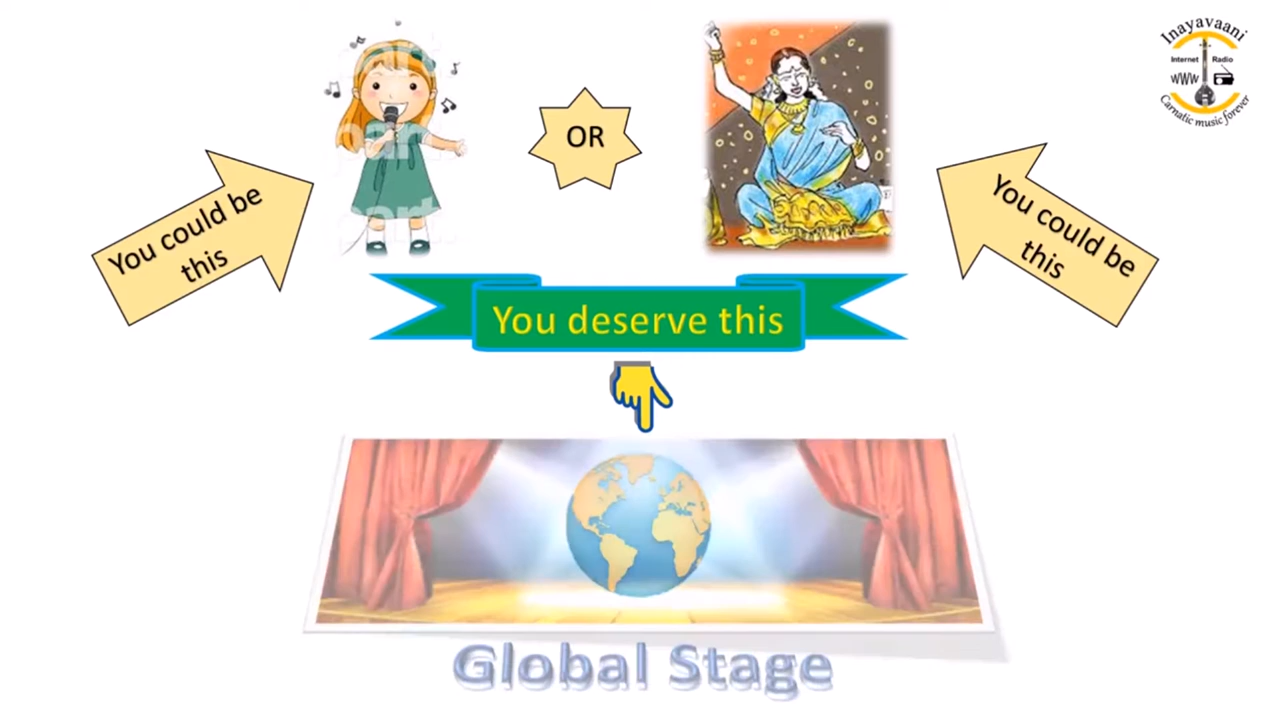 Inayavaani
Internet Radio
WWW
Carnatic music forever
OR
You could be
this
You could be
this
You deserve this
Global Stage